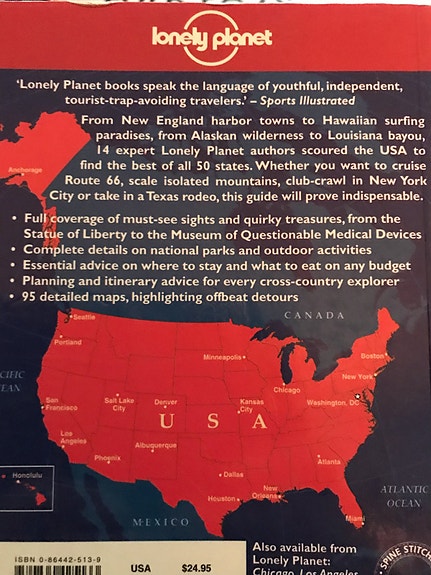 lonely planet
'Lonely Planet books speak the language of youthful, independent,
tourist-trap-avoiding travelers.' – Sports Illustrated
From New England harbor towns to Hawaiian surfing
paradises, from Alaskan wilderness to Louisiana bayou,
14 expert Lonely Planet authors scoured the USA to
find the best of all 50 states. Whether you want to cruise
Route 66, scale isolated mountains, club-crawl in New York
City or take in a Texas rodeo, this guide will prove indispensable.
Anchorage
• Full coverage of must-see sights and quirky treasures, from the
Statue of Liberty to the Museum of Questionable Medical Devices
• Complete details on national parks and outdoor activities
• Essential advice on where to stay and what to eat on any budget
• Planning and itinerary advice for every cross-country explorer
• 95 detailed maps, highlighting offbeat detours
CANADA
Seattle
Portland
Minneapolis
Boston
New York
Chicago
CIFIC
EAN
San
Francisco
Salt Lake
City
Denver
Kansas
City
Washington, DC
USA
Los
Angeles
Albuquerque
Phoenix
Atlanta
Dallas
Honolulu
Houston
New
Orleans
ATLANTIC
OCEAN
Miami
MEXICO
ISBN 0-86442-513-9
USA $24.95
Also available from
Lonely Planet:
Chicago, Los Angeles
SPINE STITCH